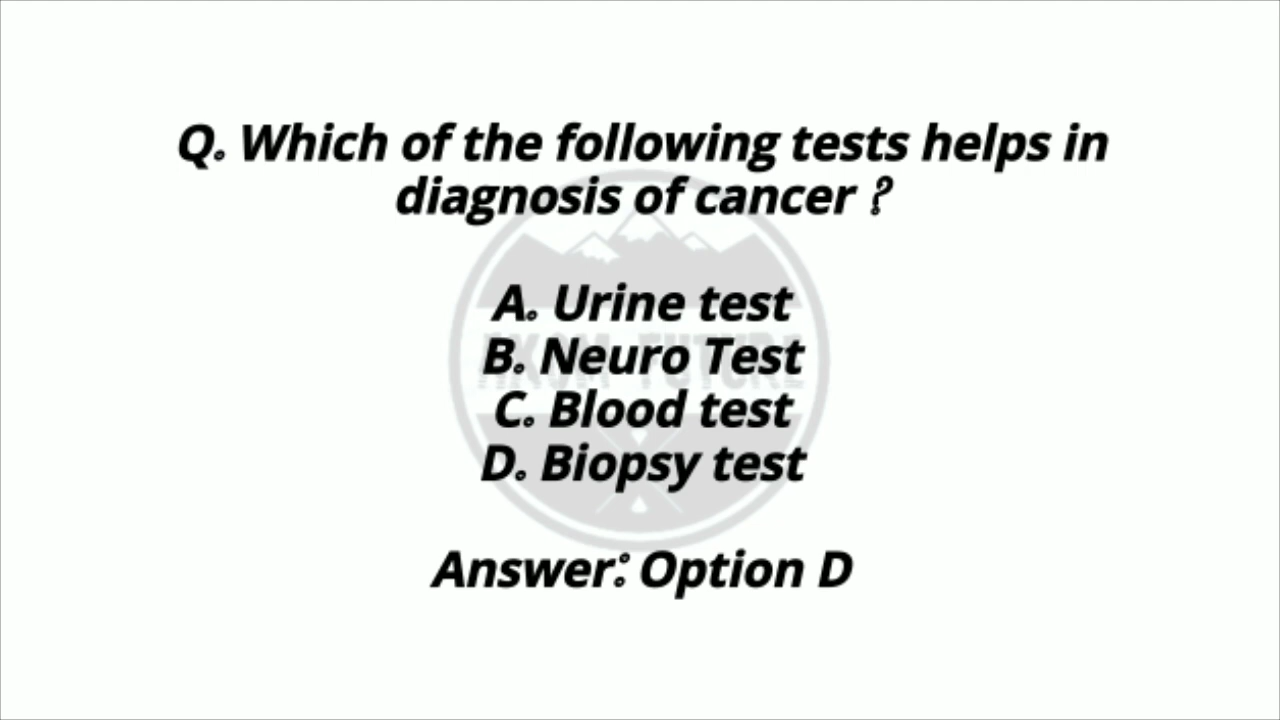 Q. Which of the following tests helps in
diagnosis of cancer ?
A. Urine test
B. Neuro Test
C. Blood test
D. Biopsy test
Answer: Option D